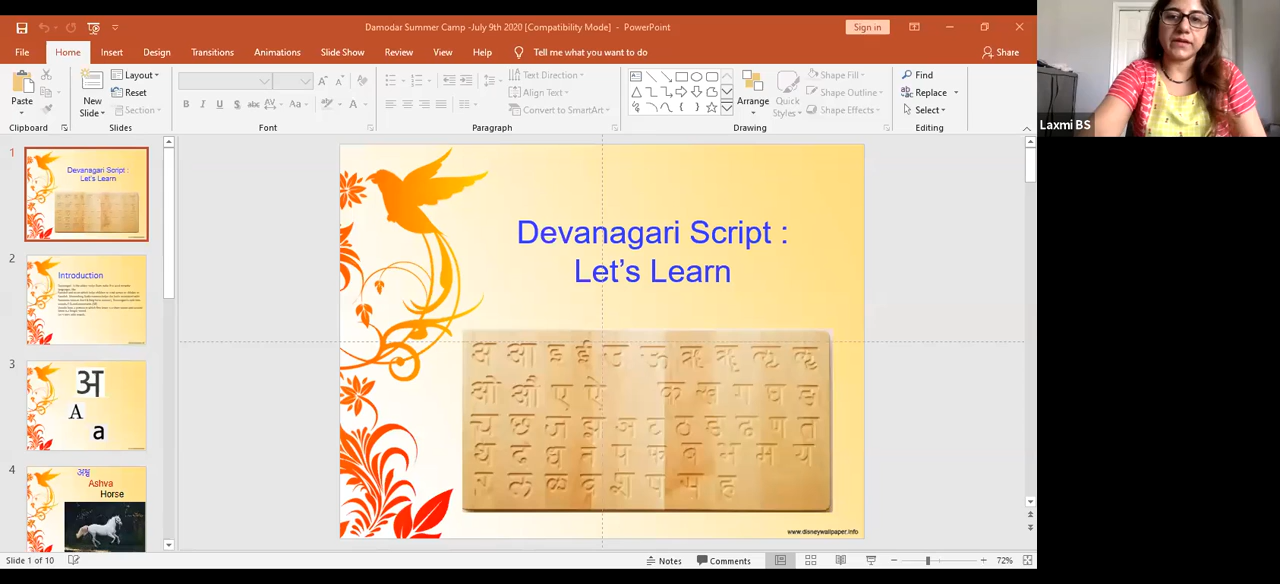 Damodar Summer Camp -July 9th 2020 [Compatibility Mode] - PowerPoint
Sign in
File Home Insert Design Transitions Animations Slide Show Review View Help Tell me what you want to do Share
Paste
New Slide
Layout
Reset
Section
Text Direction
Align Text
Convert to SmartArt
Arrange
Quick Styles
Shape Fill
Shape Outline
Shape Effects
Find
Replace
Select
Clipboard Slides Font Paragraph Drawing Editing
Laxmi BS
1
Devanagari Script :
Let's Learn
2
Introduction
3
अ
A
a
4
अश्व
Ashva
Horse
Devanagari Script :
Let’s Learn
अ आ इ ई उ ऊ ऋ ॠ
ओ औ ए ऐ क ख ग घ ङ
च छ ज झ ञ ट ठ ड ढ ण त
थ द ध न प फ ब भ म य
र ल ळ व श ष स ह
www.disneywallpaper.info
Slide 1 of 10
Notes Comments 72%